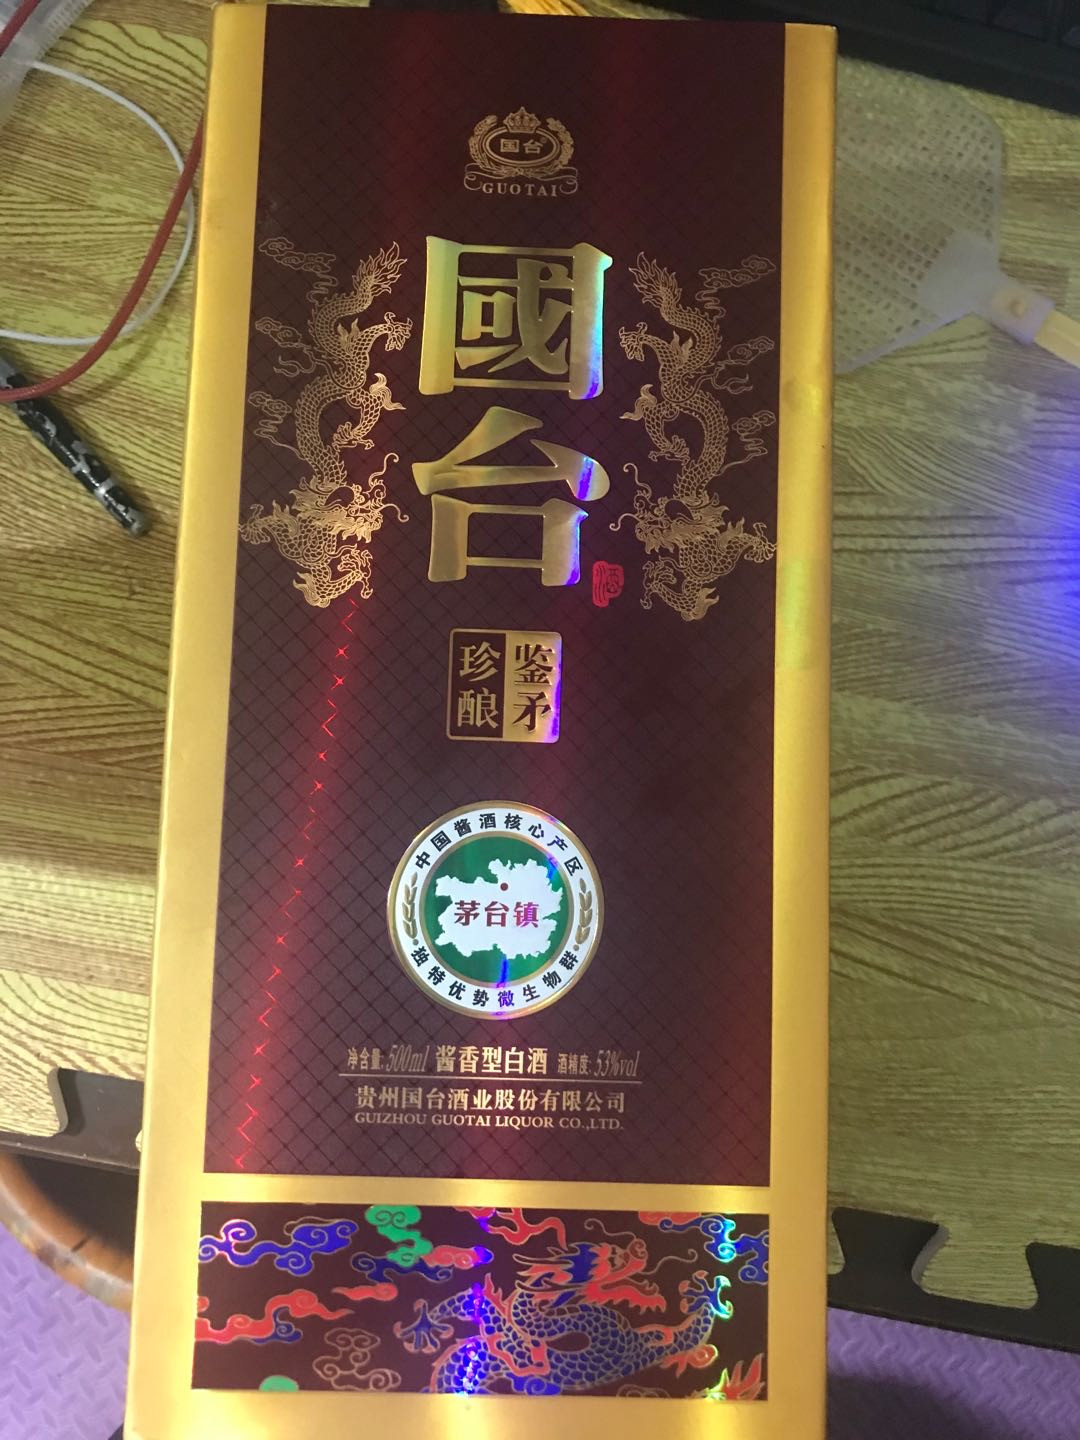 国台
GUOTAI
國台
酒
鉴矛
珍酿
中国酱酒核心产区
茅台镇
独特优势微生物群
净含量:500ml 酱香型白酒 酒精度:53%vol
贵州国台酒业股份有限公司
GUIZHOU GUOTAI LIQUOR CO.,LTD.